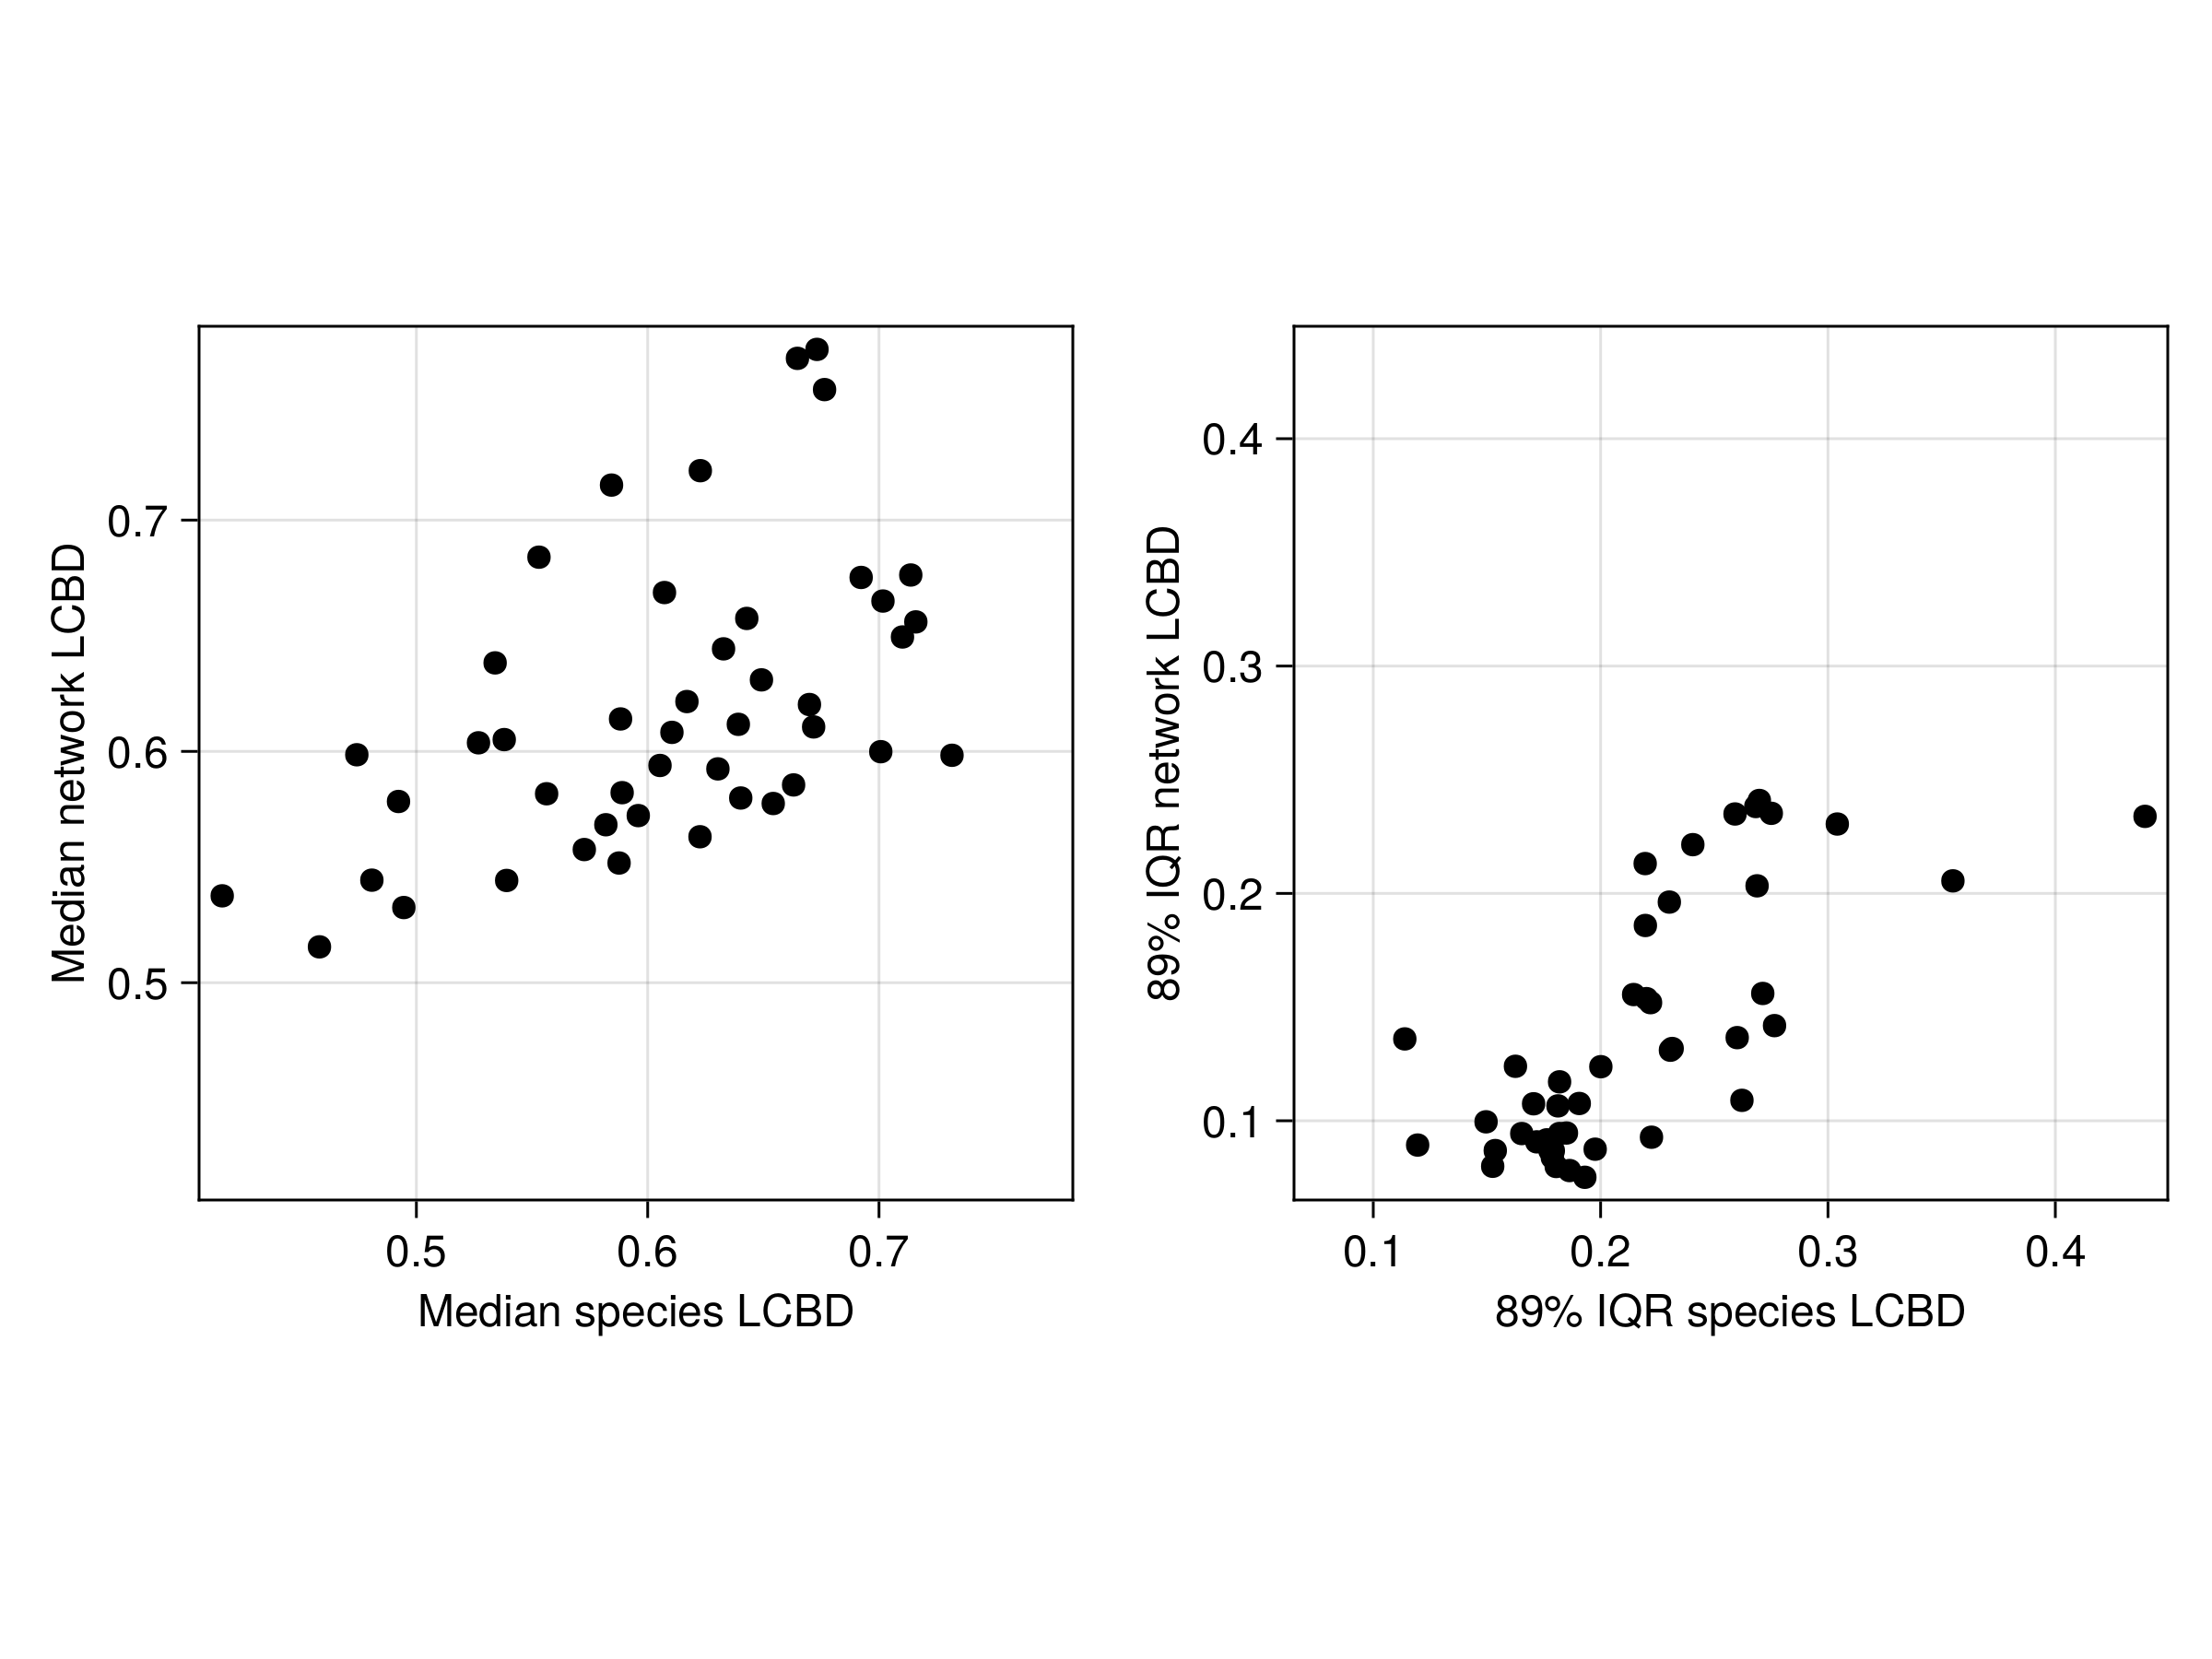 Median network LCBD
0.7
0.6
0.5
0.5 0.6 0.7
Median species LCBD
89% IQR network LCBD
0.4
0.3
0.2
0.1
0.1 0.2 0.3 0.4
89% IQR species LCBD